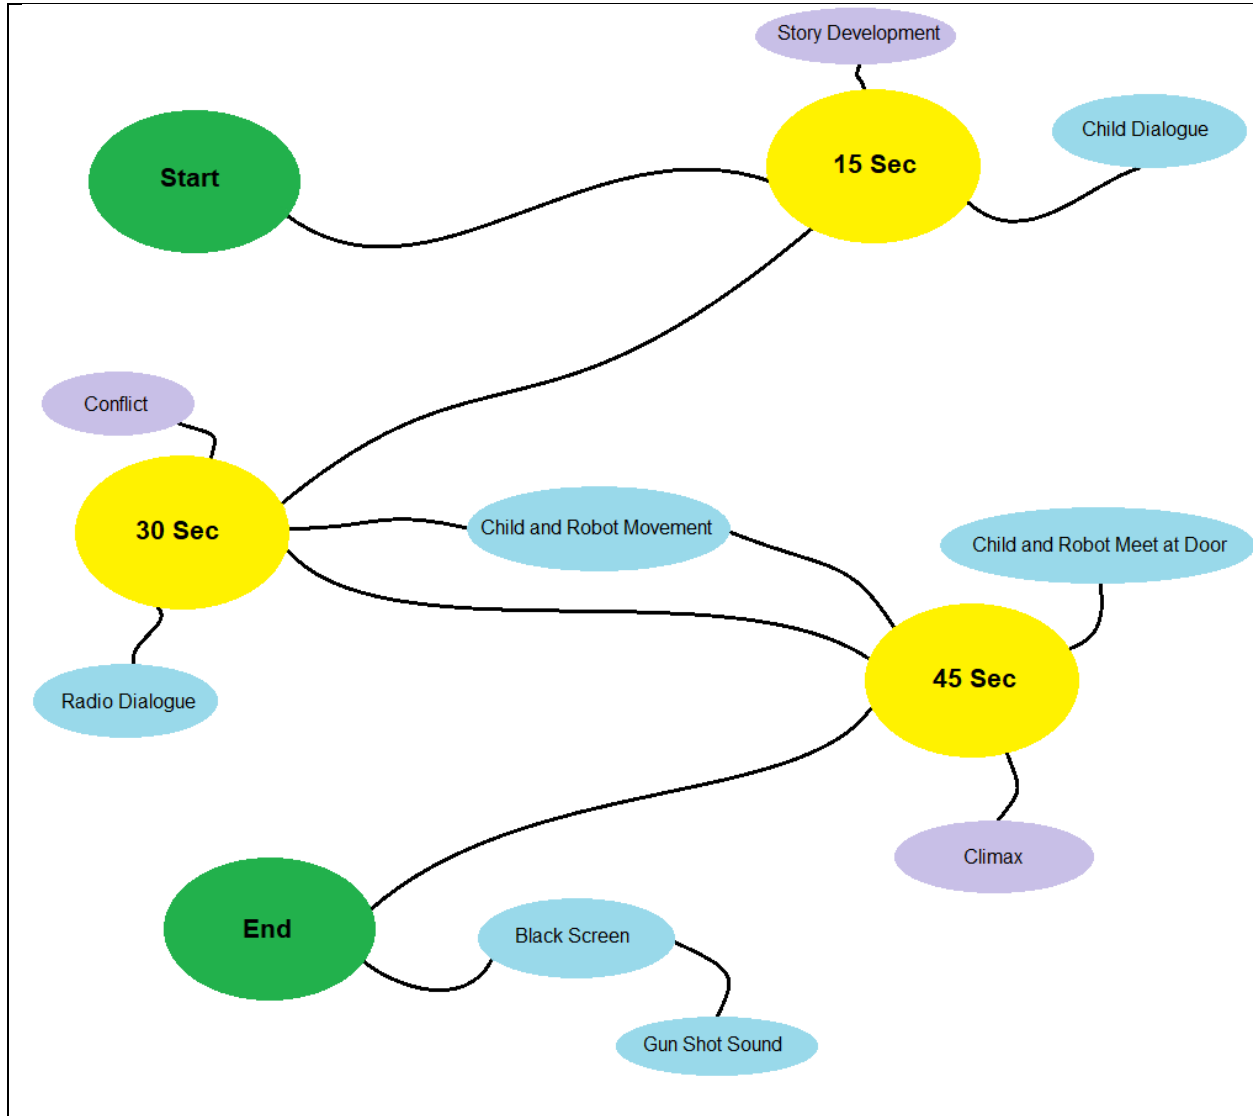 Story Development
Child Dialogue
15 Sec
Start
Conflict
30 Sec
Child and Robot Movement
Child and Robot Meet at Door
45 Sec
Radio Dialogue
Climax
End
Black Screen
Gun Shot Sound